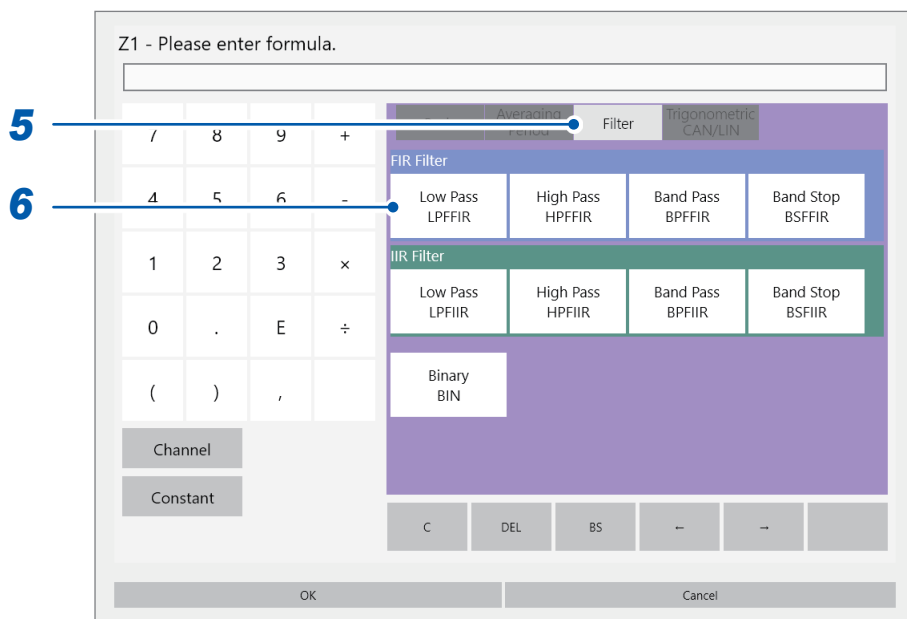 Z1 - Please enter formula.
5
Averaging
Period
Filter
Trigonometric
CAN/LIN
7 8 9 +
FIR Filter
6
4 5 6 -
Low Pass
LPFFIR
High Pass
HPFFIR
Band Pass
BPFFIR
Band Stop
BSFFIR
1 2 3 ×
IIR Filter
Low Pass
LPFIIR
High Pass
HPFIIR
Band Pass
BPFIIR
Band Stop
BSFIIR
0 . E ÷
( ) ,
Binary
BIN
Channel
Constant
C DEL BS ← →
OK Cancel